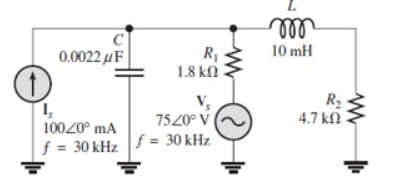 L
C
0.0022 μF
R₁
1.8 kΩ
10 mH
Vₛ
75∠0° V
f = 30 kHz
Iₛ
100∠0° mA
f = 30 kHz
R₂
4.7 kΩ